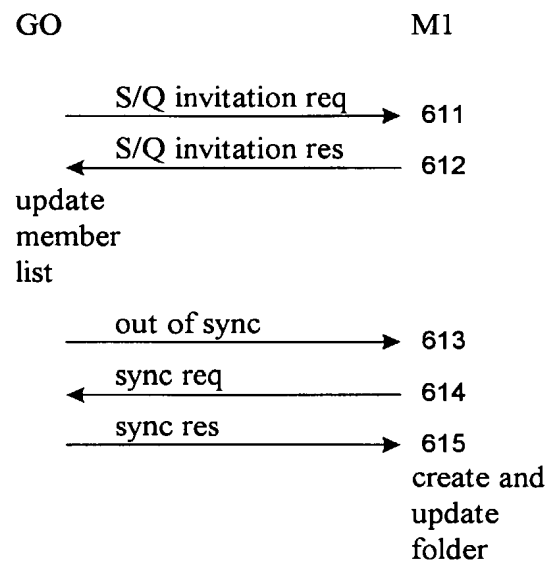 GO M1
S/Q invitation req 611
S/Q invitation res 612
update
member
list
out of sync 613
sync req 614
sync res 615
create and
update
folder